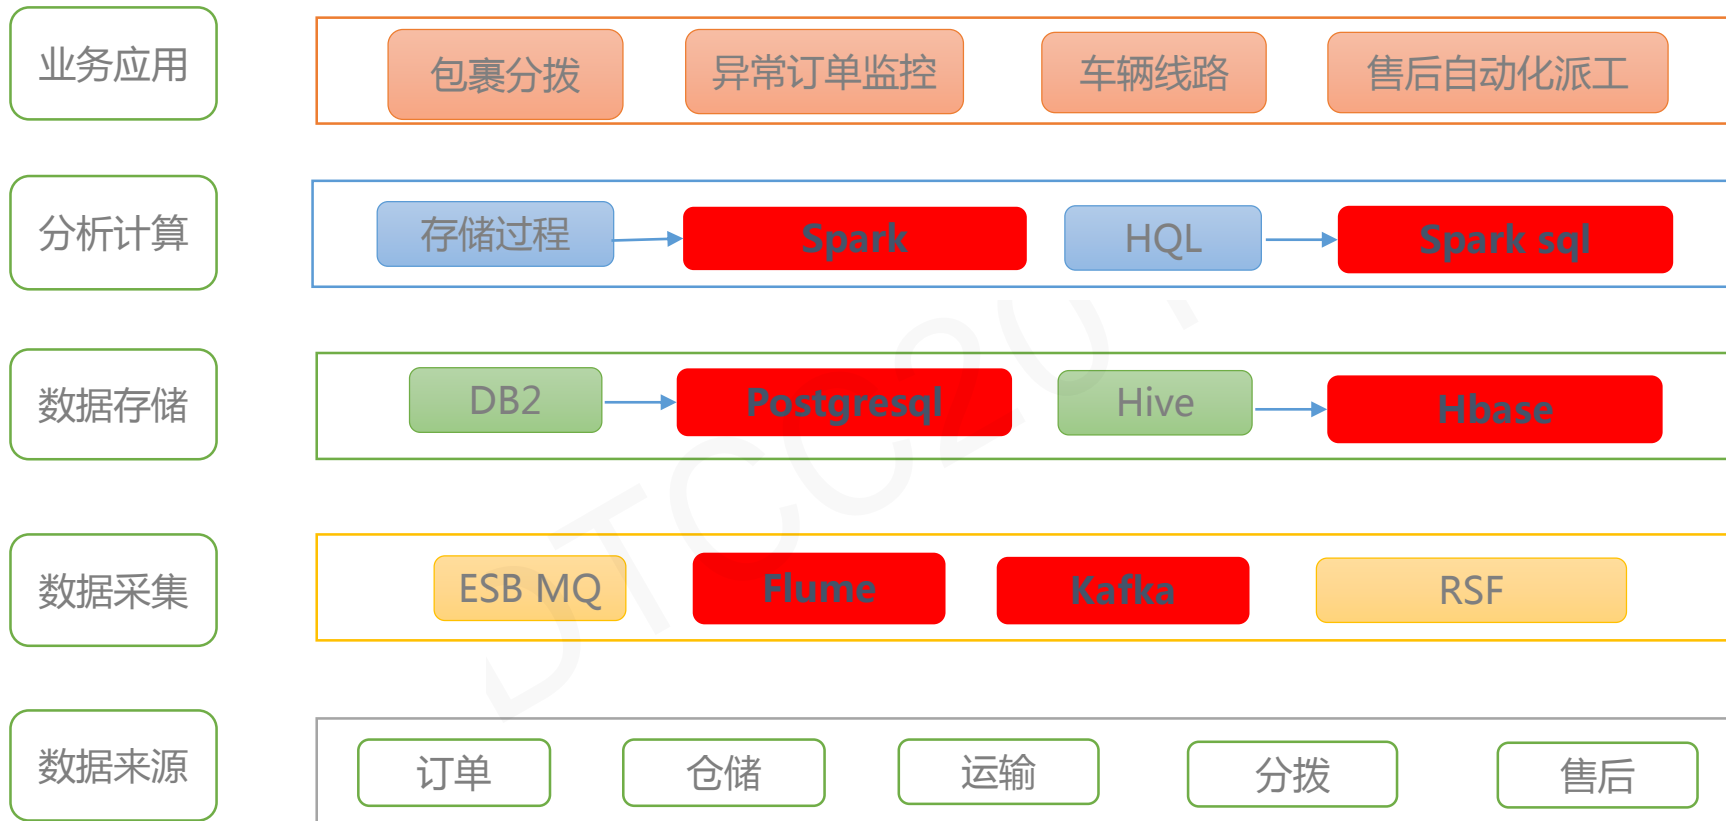 业务应用
包裹分拨 异常订单监控 车辆线路 售后自动化派工
分析计算
存储过程 Spark HQL Spark sql
数据存储
DB2 Postgresql Hive Hbase
数据采集
ESB MQ Flume Kafka RSF
数据来源
订单 仓储 运输 分拨 售后